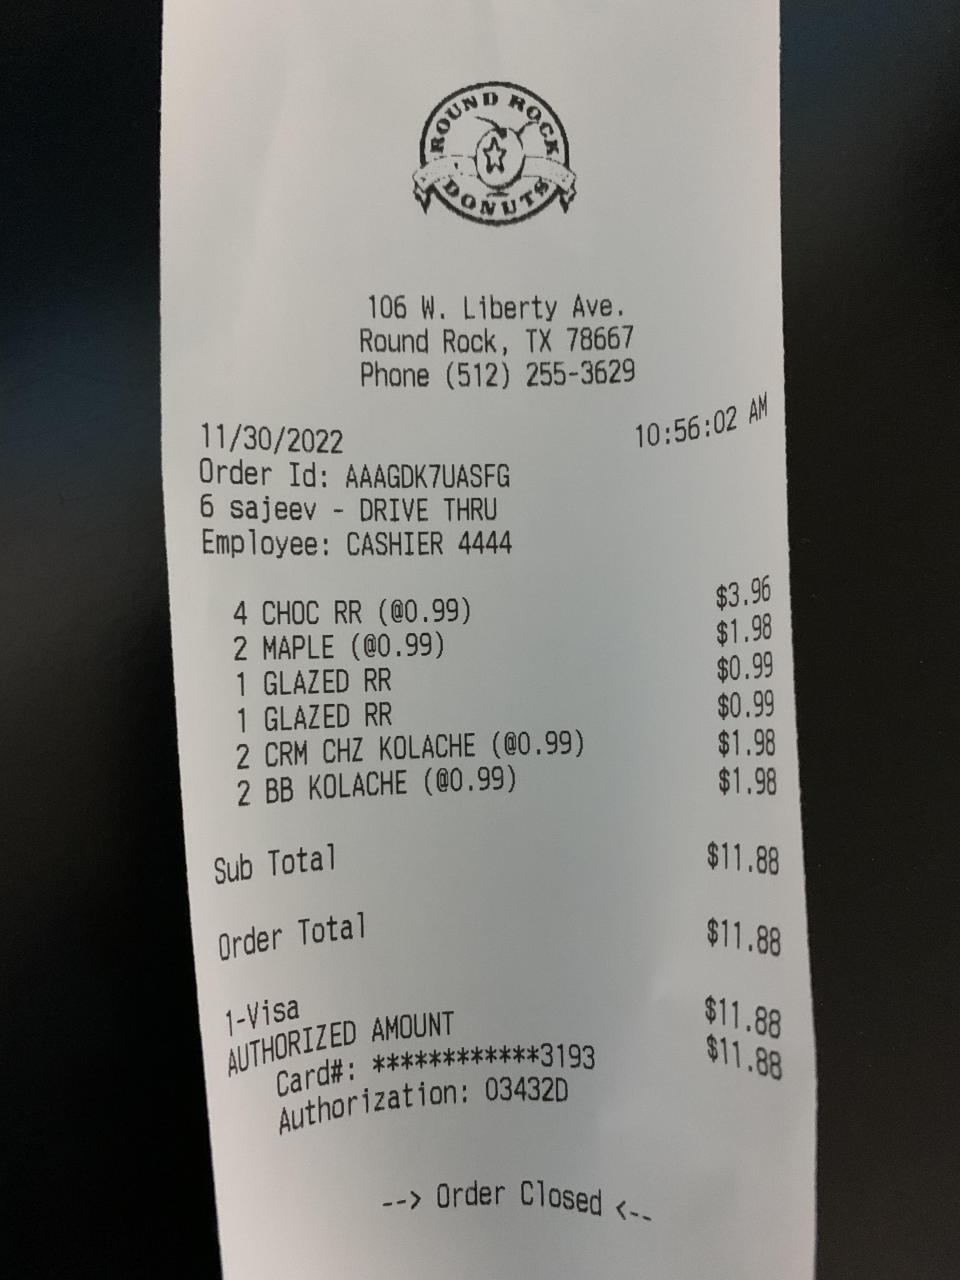 ROUND ROCK
DONUTS
106 W. Liberty Ave.
Round Rock, TX 78667
Phone (512) 255-3629
11/30/2022 10:56:02 AM
Order Id: AAAGDK7UASFG
6 sajeev - DRIVE THRU
Employee: CASHIER 4444
4 CHOC RR (@0.99) $3.96
2 MAPLE (@0.99) $1.98
1 GLAZED RR $0.99
1 GLAZED RR $0.99
2 CRM CHZ KOLACHE (@0.99) $1.98
2 BB KOLACHE (@0.99) $1.98
Sub Total $11.88
Order Total $11.88
1-Visa $11.88
AUTHORIZED AMOUNT $11.88
Card#: ************3193
Authorization: 03432D
--> Order Closed <--